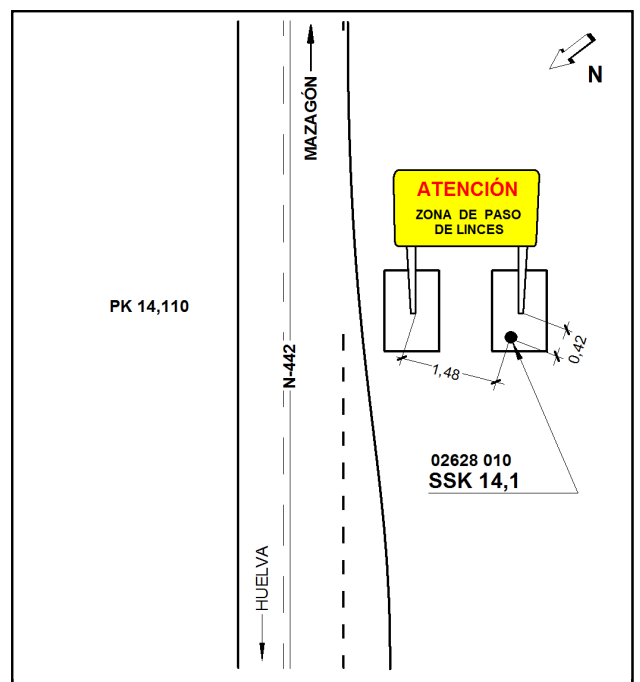 MAZAGÓN
N
ATENCIÓN
ZONA DE PASO
DE LINCES
PK 14,110
N-442
1,48
0,42
02628 010
SSK 14,1
HUELVA